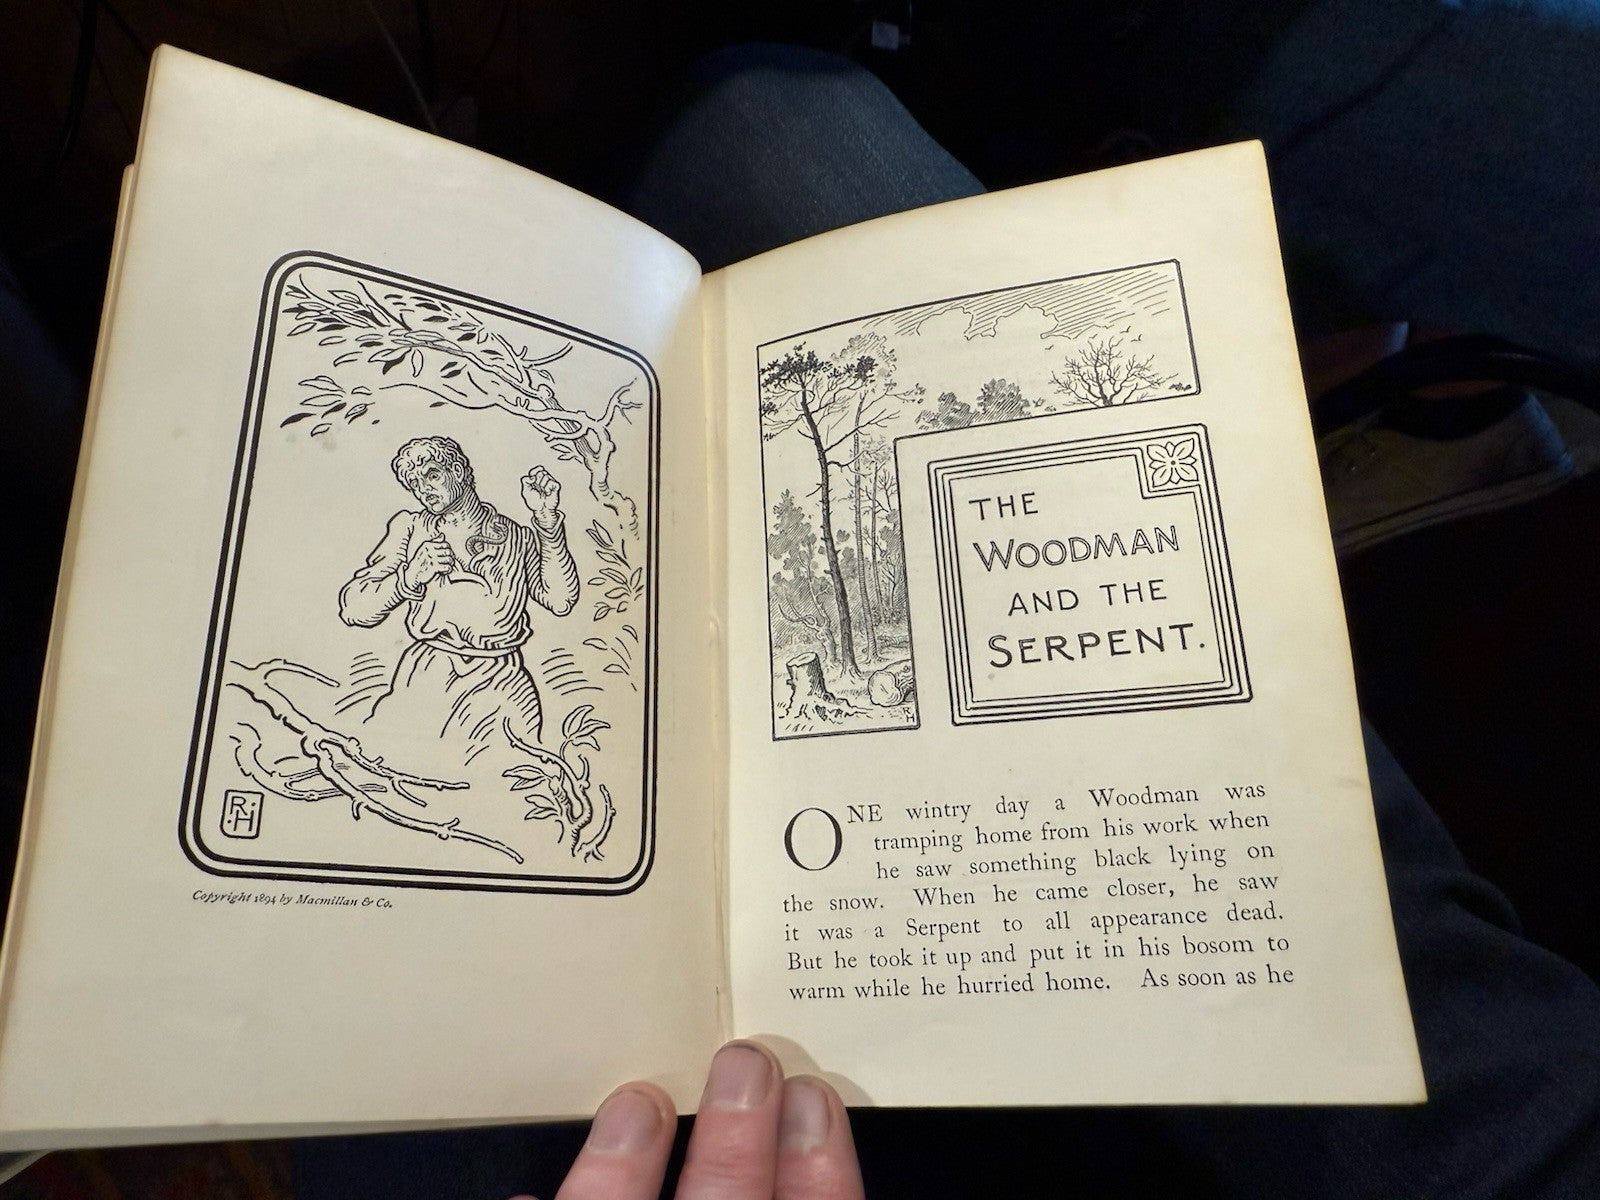 R.
.H
Copyright 1894 by Macmillan & Co.
RH
THE
WOODMAN
AND THE
SERPENT.
ONE wintry day a Woodman was
tramping home from his work when
he saw something black lying on
the snow. When he came closer, he saw
it was a Serpent to all appearance dead.
But he took it up and put it in his bosom to
warm while he hurried home. As soon as he